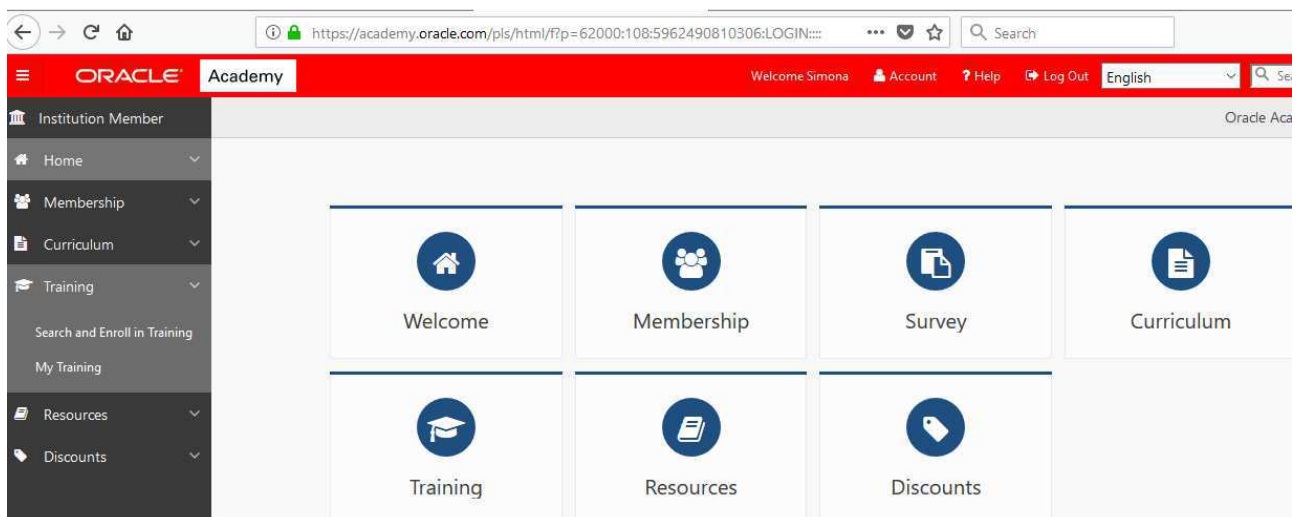 https://academy.oracle.com/pls/html/f?p=62000:108:5962490810306:LOGIN:::: ••• Search
ORACLE Academy Welcome Simona Account ? Help Log Out English
Institution Member
Oracle Aca
Home
Membership
Curriculum
Training
Search and Enroll in Training
My Training
Resources
Discounts
Welcome Membership Survey Curriculum
Training Resources Discounts